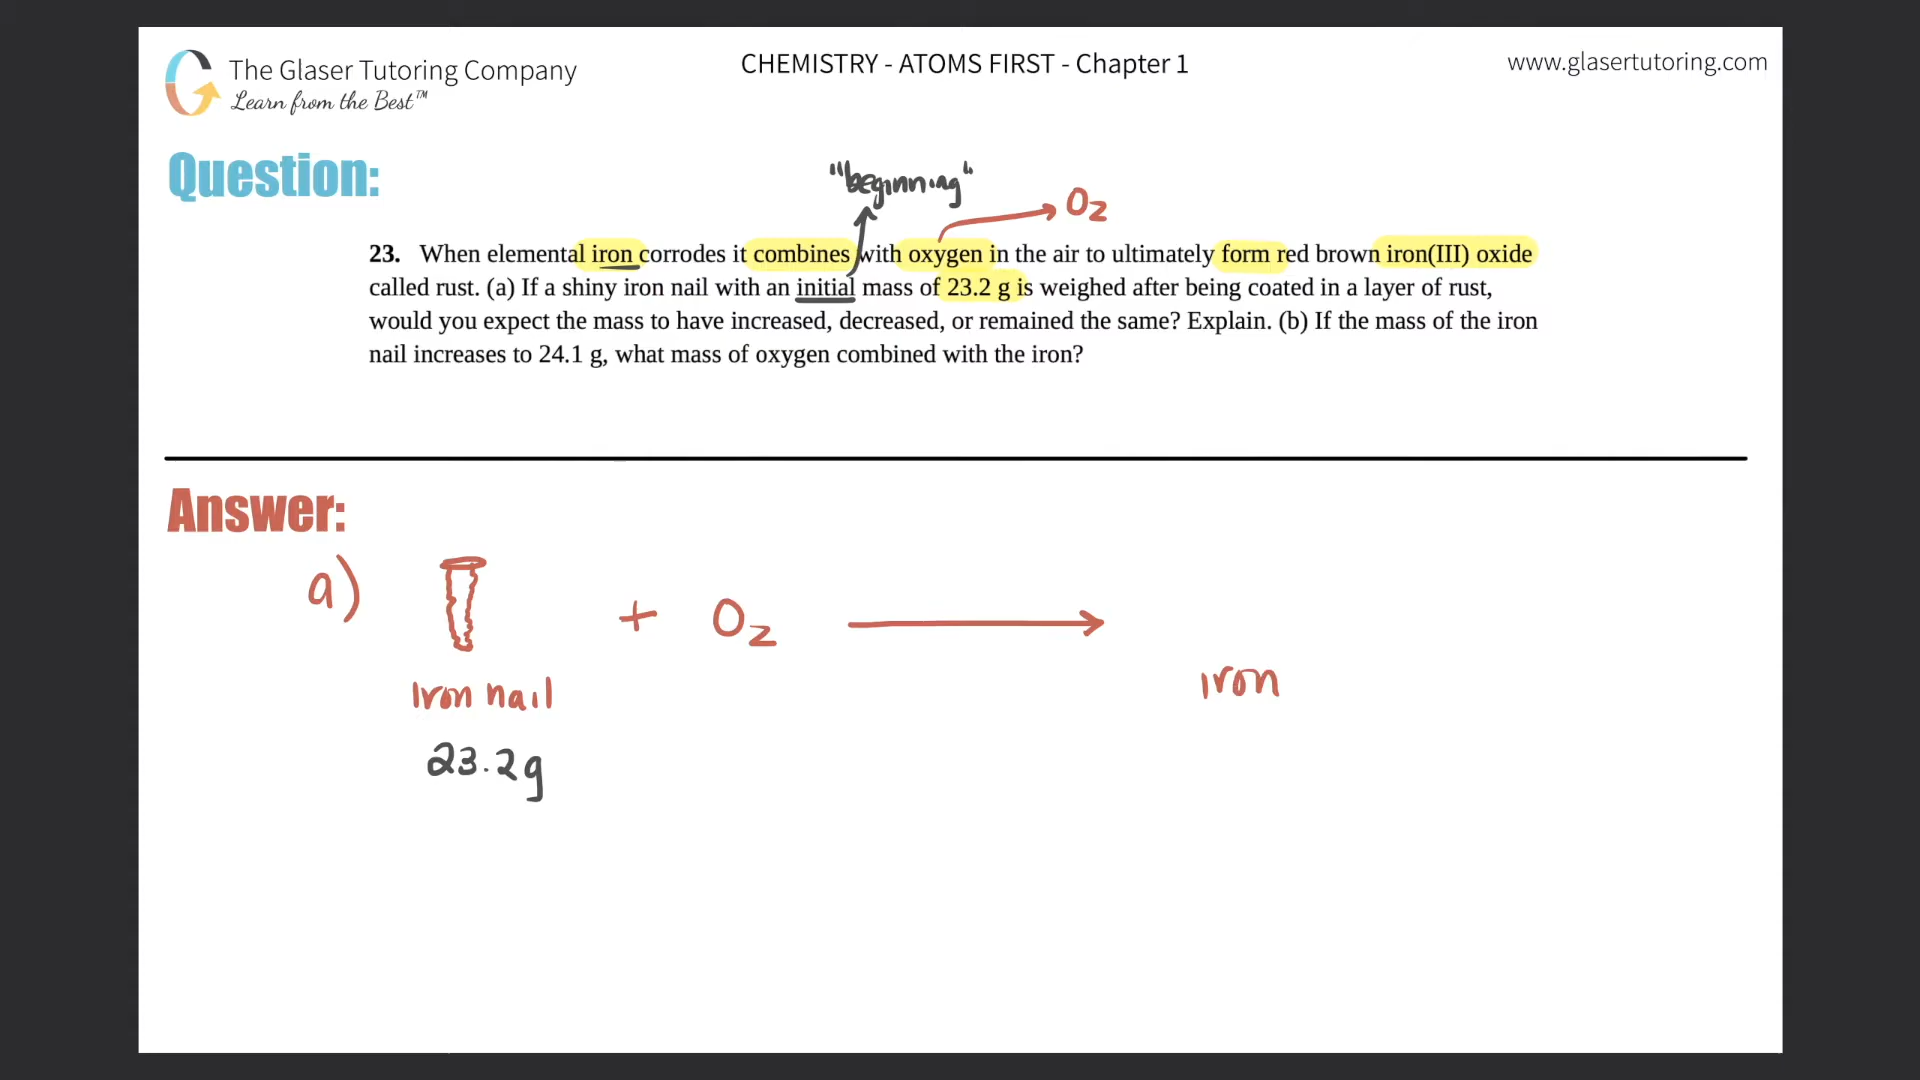 The Glaser Tutoring Company
Learn from the Best™
CHEMISTRY - ATOMS FIRST - Chapter 1
www.glasertutoring.com
Question:
"beginning"
O₂
23. When elemental iron corrodes it combines with oxygen in the air to ultimately form red brown iron(III) oxide
called rust. (a) If a shiny iron nail with an initial mass of 23.2 g is weighed after being coated in a layer of rust,
would you expect the mass to have increased, decreased, or remained the same? Explain. (b) If the mass of the iron
nail increases to 24.1 g, what mass of oxygen combined with the iron?
Answer:
a)
+ O₂
iron nail
iron
23.2g